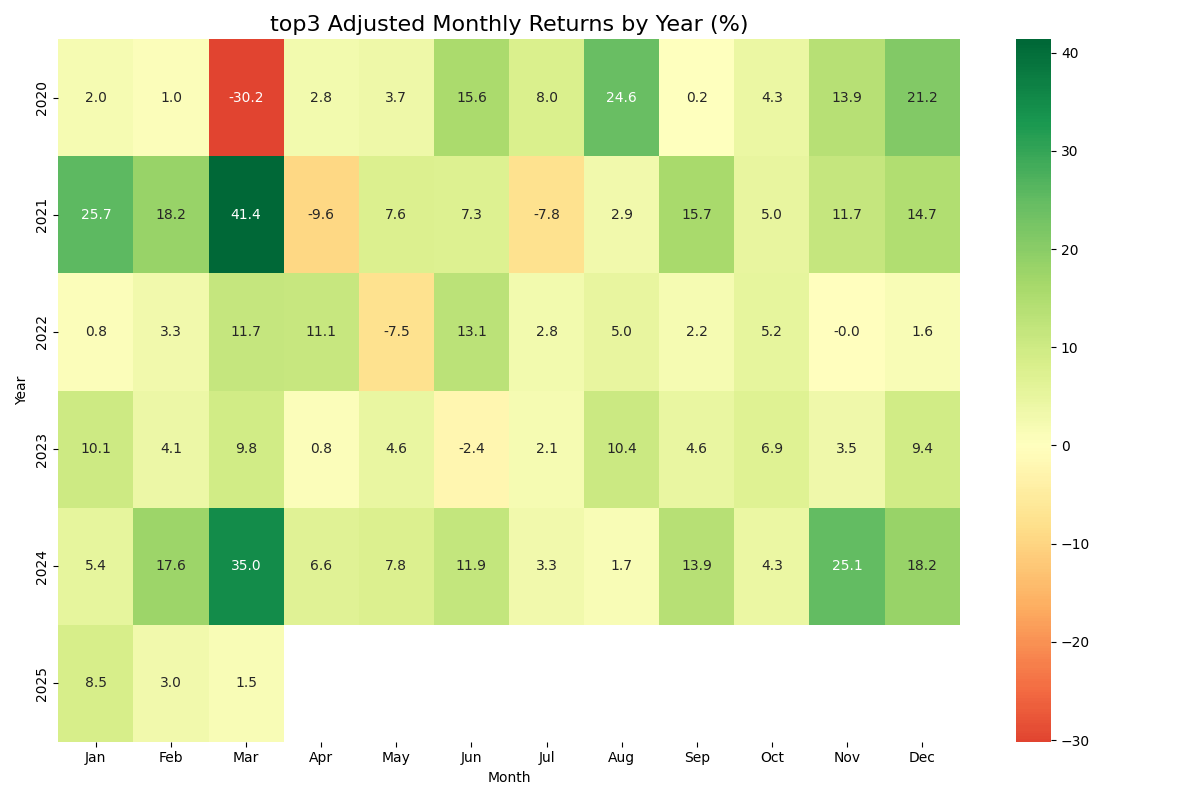 top3 Adjusted Monthly Returns by Year (%)
2020 2.0 1.0 -30.2 2.8 3.7 15.6 8.0 24.6 0.2 4.3 13.9 21.2
2021 25.7 18.2 41.4 -9.6 7.6 7.3 -7.8 2.9 15.7 5.0 11.7 14.7
2022 0.8 3.3 11.7 11.1 -7.5 13.1 2.8 5.0 2.2 5.2 -0.0 1.6
Year
2023 10.1 4.1 9.8 0.8 4.6 -2.4 2.1 10.4 4.6 6.9 3.5 9.4
2024 5.4 17.6 35.0 6.6 7.8 11.9 3.3 1.7 13.9 4.3 25.1 18.2
2025 8.5 3.0 1.5
Jan Feb Mar Apr May Jun Jul Aug Sep Oct Nov Dec
Month
40
30
20
10
0
−10
−20
−30